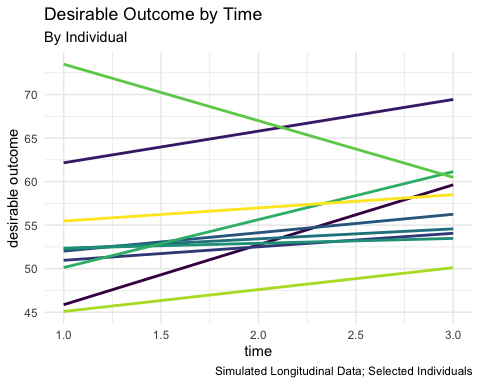 Desirable Outcome by Time
By Individual
desirable outcome
70
65
60
55
50
45
1.0 1.5 2.0 2.5 3.0
time
Simulated Longitudinal Data; Selected Individuals